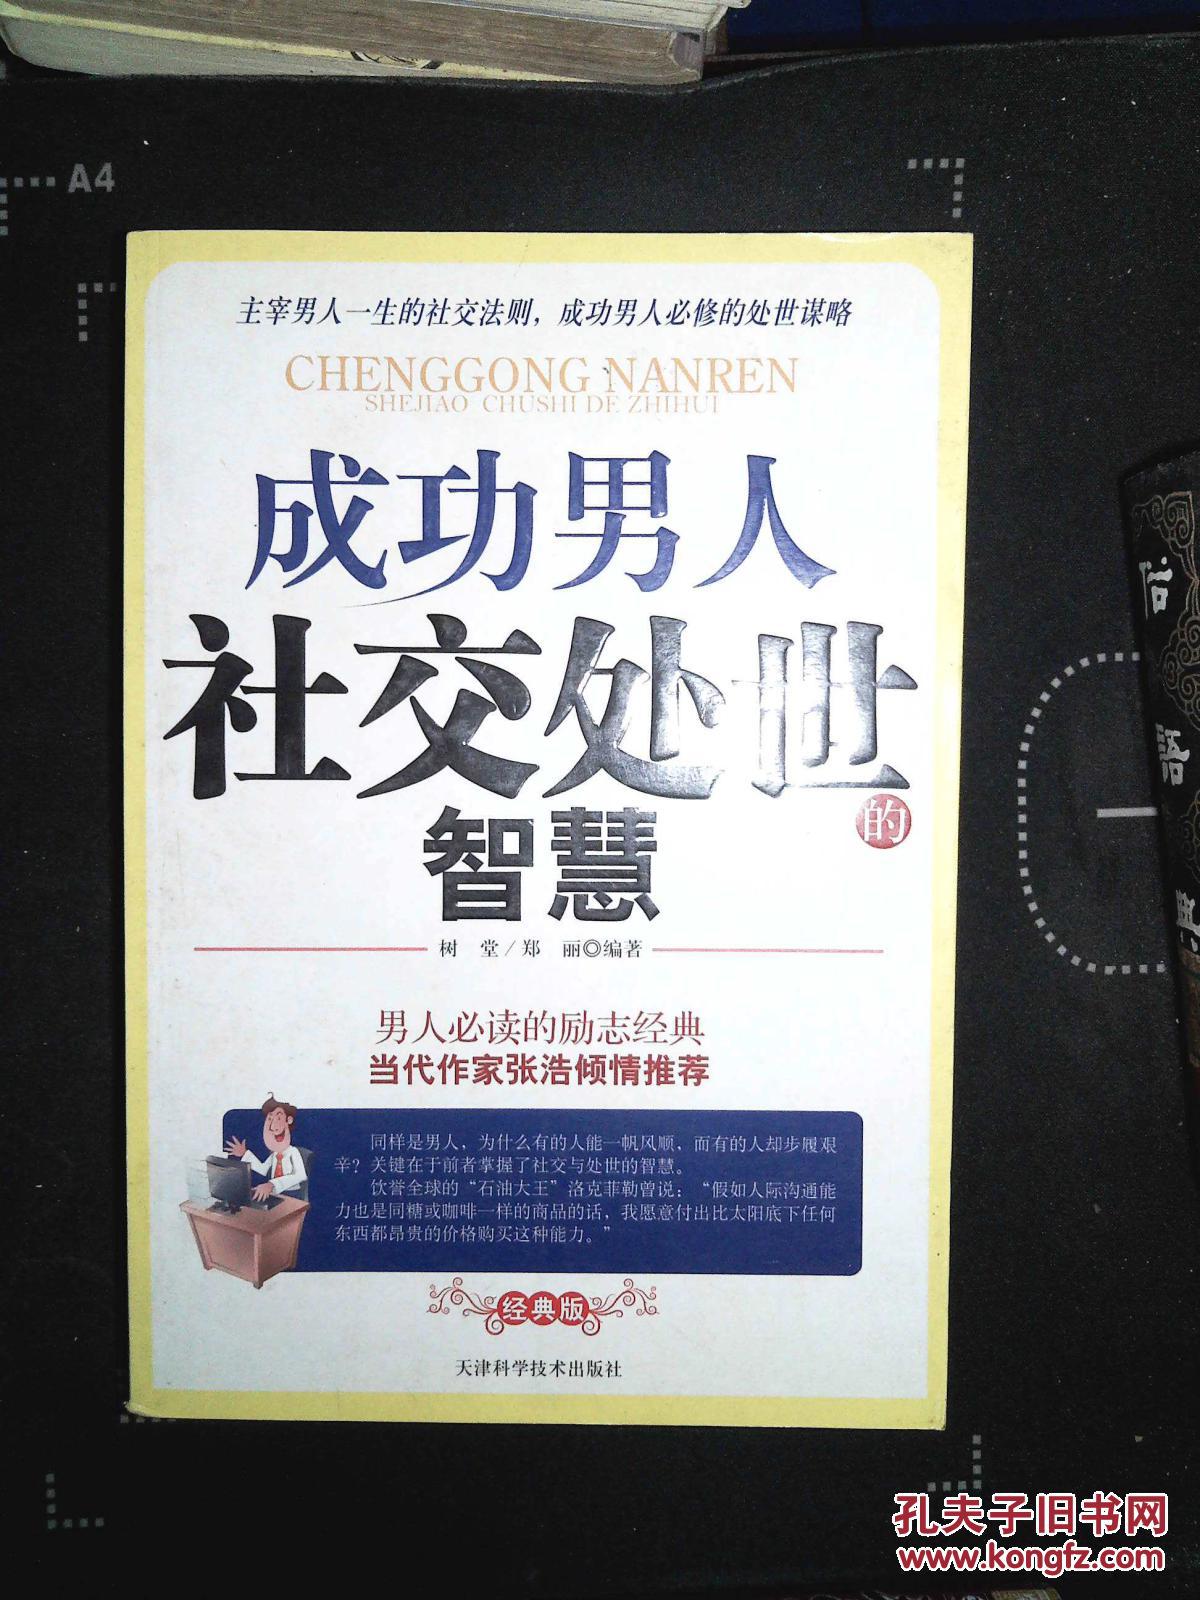 A4
主宰男人一生的社交法则，成功男人必修的处世谋略
CHENGGONG NANREN
SHEJIAO CHUSHI DE ZHIHUI
成功男人
社交处世的
智慧
树 堂/郑 丽◎编著
男人必读的励志经典
当代作家张浩倾情推荐
同样是男人，为什么有的人能一帆风顺，而有的人却步履艰
辛？关键在于前者掌握了社交与处世的智慧。
饮誉全球的“石油大王”洛克菲勒曾说：“假如人际沟通能
力也是同糖或咖啡一样的商品的话，我愿意付出比太阳底下任何
东西都昂贵的价格购买这种能力。”
经典版
天津科学技术出版社
俗
语
典
孔夫子旧书网
www.kongfz.com